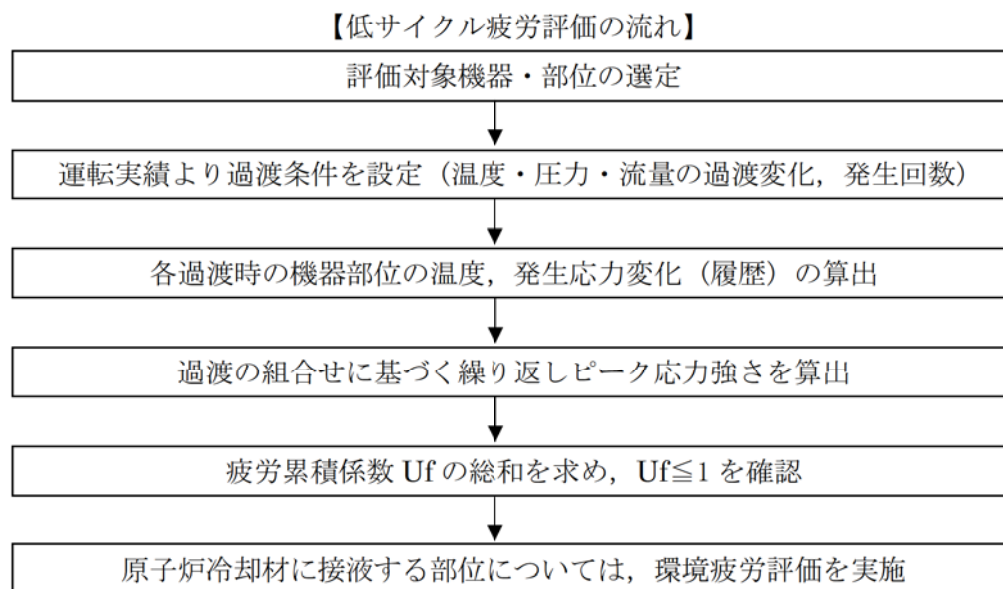 【低サイクル疲労評価の流れ】
評価対象機器・部位の選定
運転実績より過渡条件を設定（温度・圧力・流量の過渡変化，発生回数）
各過渡時の機器部位の温度，発生応力変化（履歴）の算出
過渡の組合せに基づく繰り返しピーク応力強さを算出
疲労累積係数 Uf の総和を求め，Uf≦1 を確認
原子炉冷却材に接液する部位については，環境疲労評価を実施